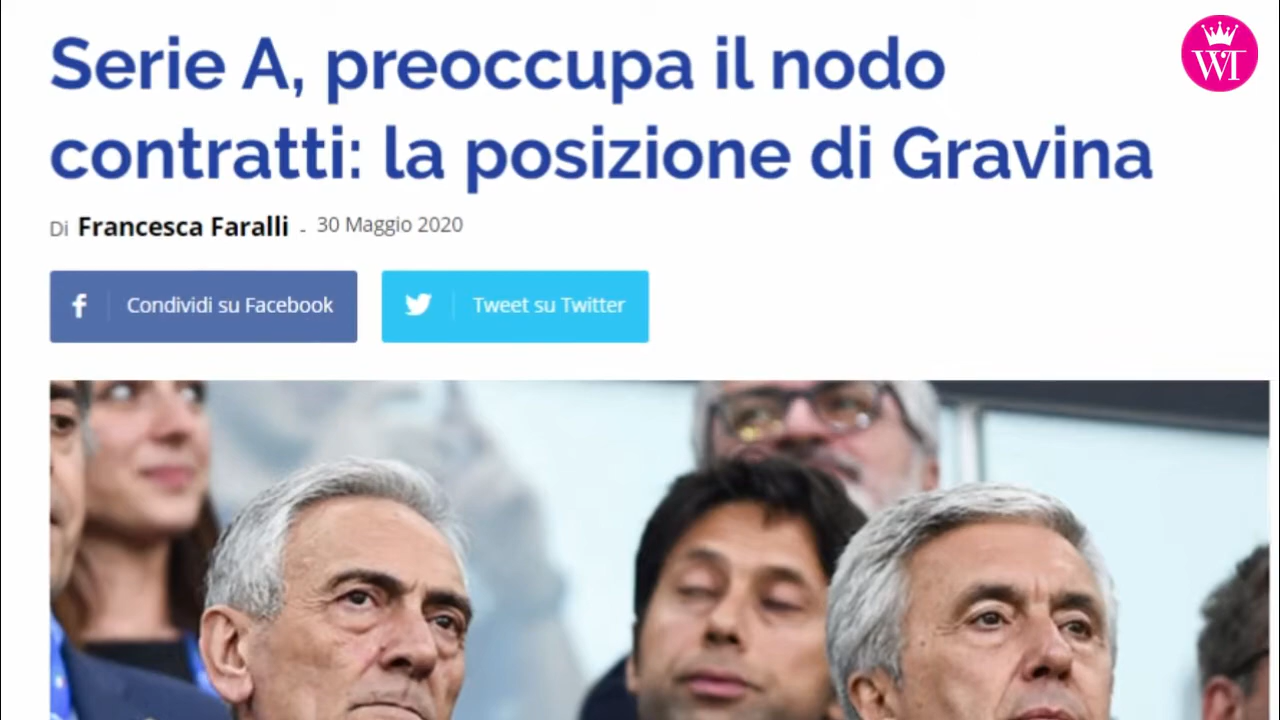 Serie A, preoccupa il nodo
contratti: la posizione di Gravina
Di Francesca Faralli - 30 Maggio 2020
Condividi su Facebook
Tweet su Twitter
WT